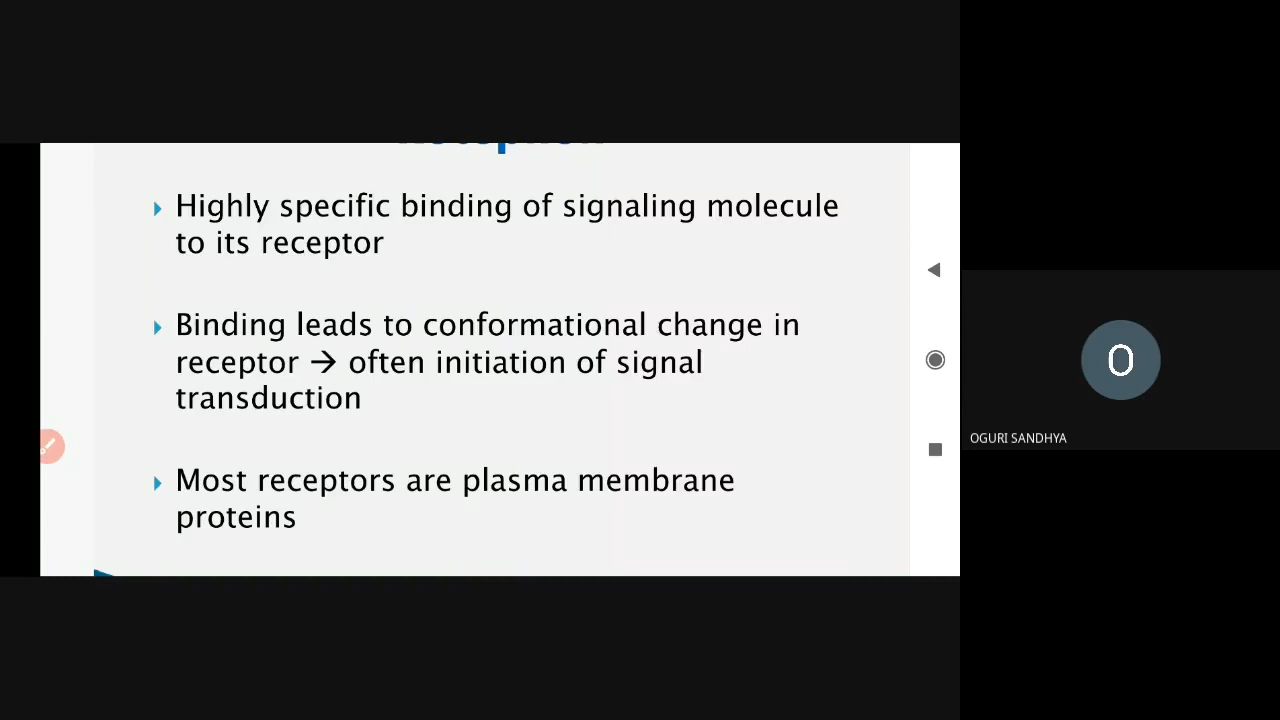 Highly specific binding of signaling molecule
to its receptor
Binding leads to conformational change in
receptor → often initiation of signal
transduction
Most receptors are plasma membrane
proteins
O
OGURI SANDHYA